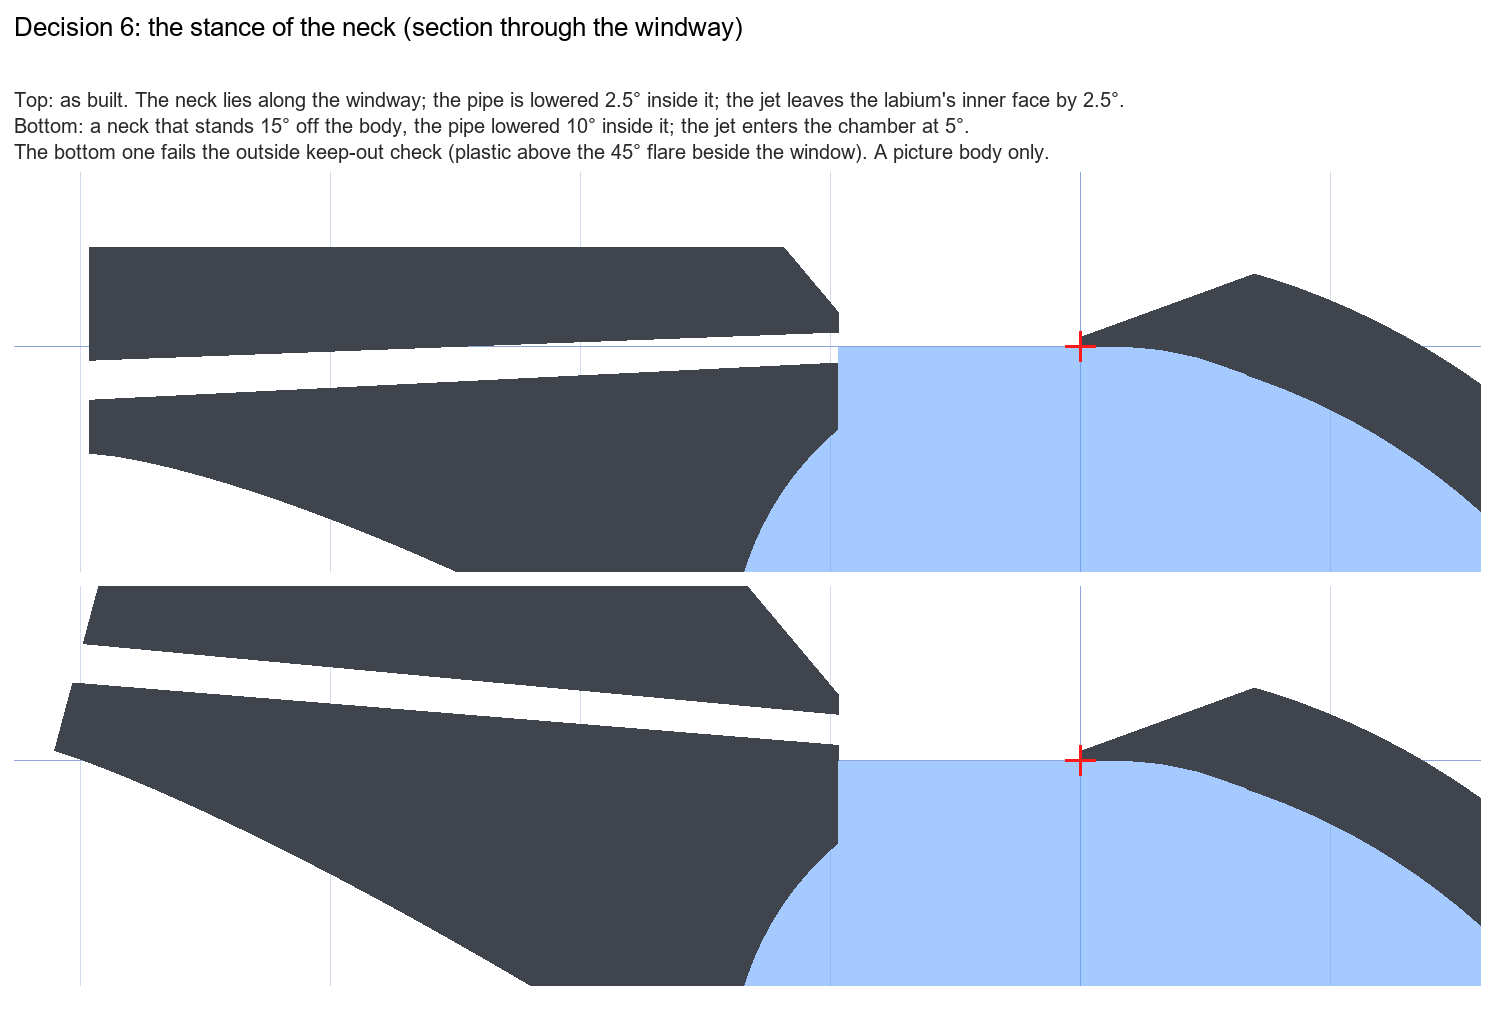 Decision 6: the stance of the neck (section through the windway)
Top: as built. The neck lies along the windway; the pipe is lowered 2.5° inside it; the jet leaves the labium's inner face by 2.5°.
Bottom: a neck that stands 15° off the body, the pipe lowered 10° inside it; the jet enters the chamber at 5°.
The bottom one fails the outside keep-out check (plastic above the 45° flare beside the window). A picture body only.